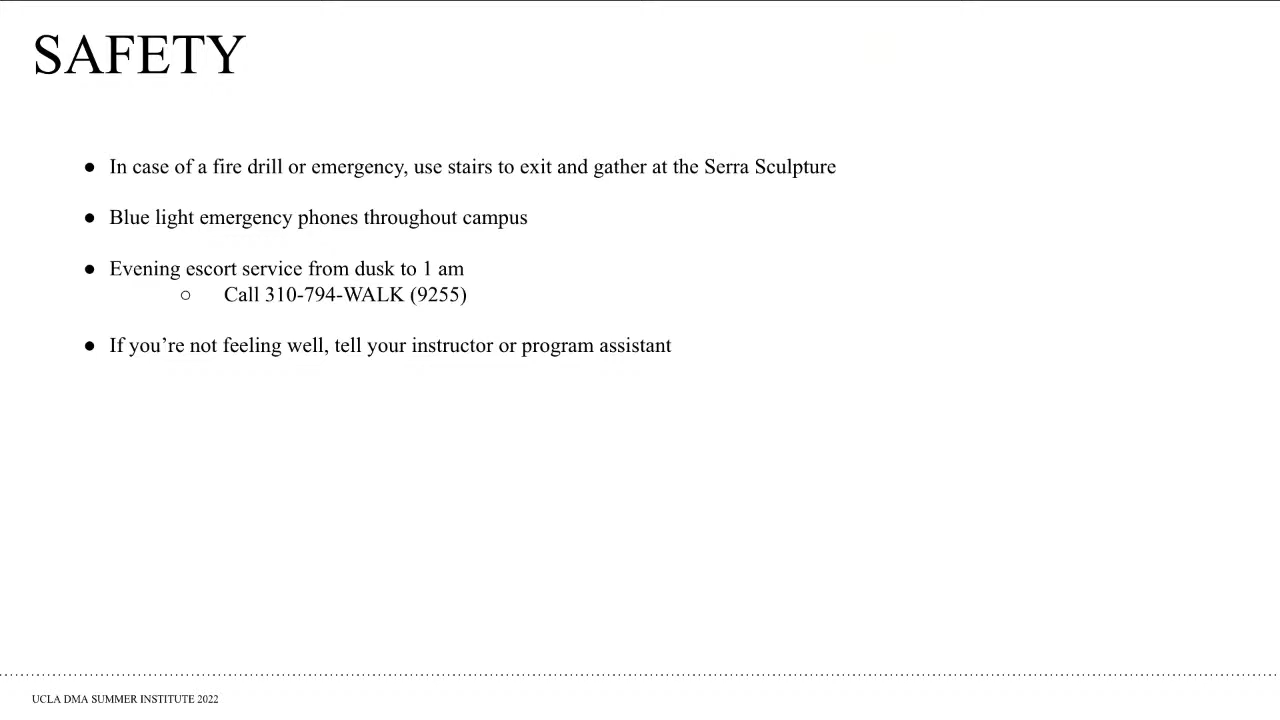 SAFETY
● In case of a fire drill or emergency, use stairs to exit and gather at the Serra Sculpture
● Blue light emergency phones throughout campus
● Evening escort service from dusk to 1 am
○ Call 310-794-WALK (9255)
● If you’re not feeling well, tell your instructor or program assistant
UCLA DMA SUMMER INSTITUTE 2022